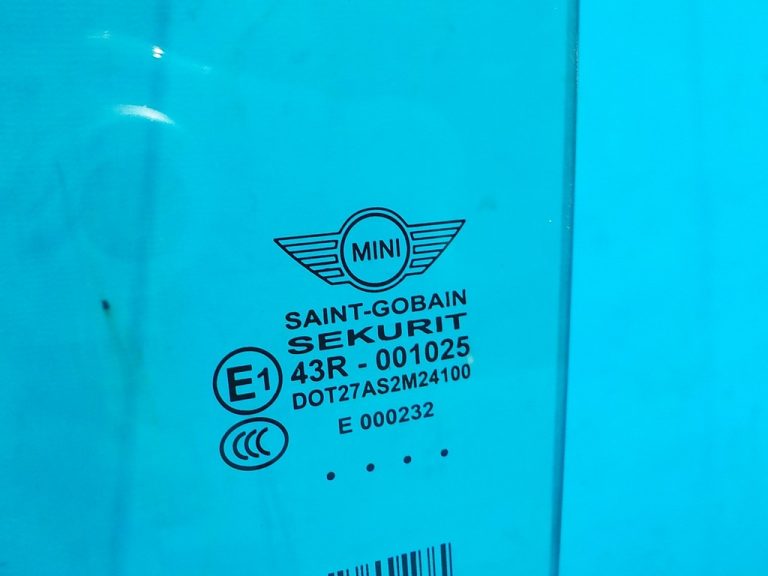 MINI
SAINT-GOBAIN
SEKURIT
E1 43R - 001025
DOT27AS2M24100
CCC E 000232